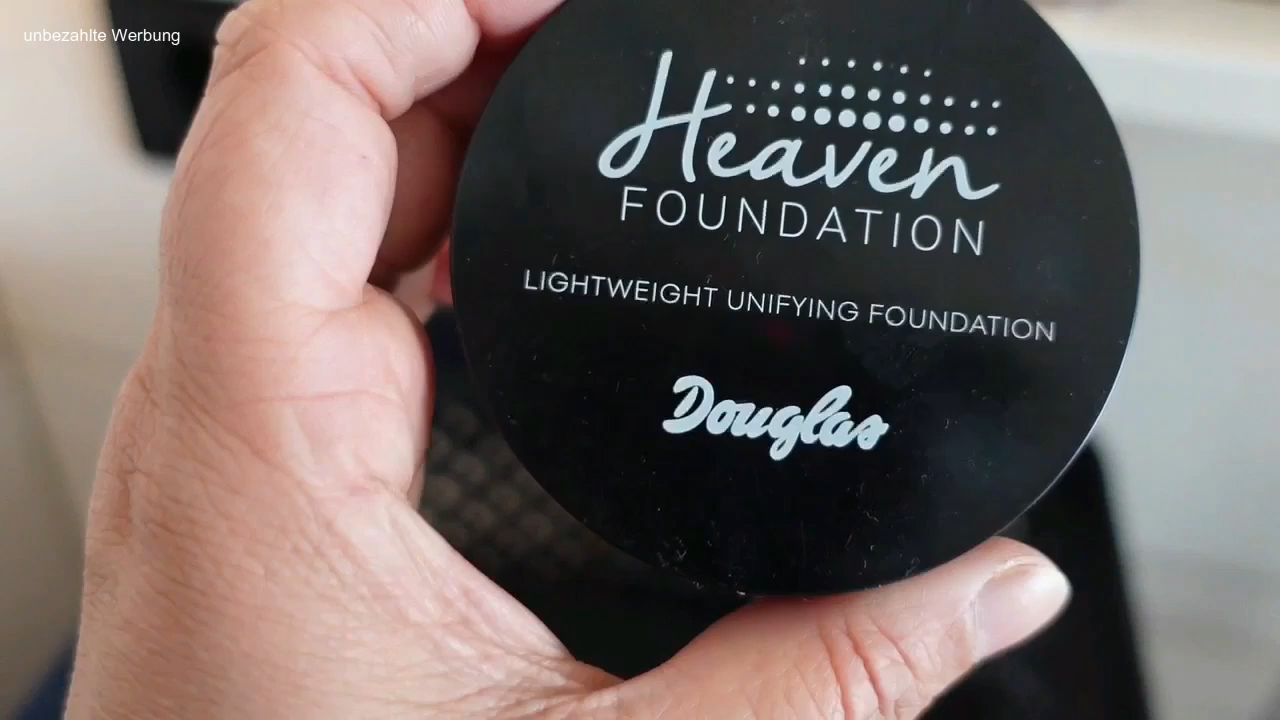 unbezahlte Werbung
Heaven
FOUNDATION
LIGHTWEIGHT UNIFYING FOUNDATION
Douglas